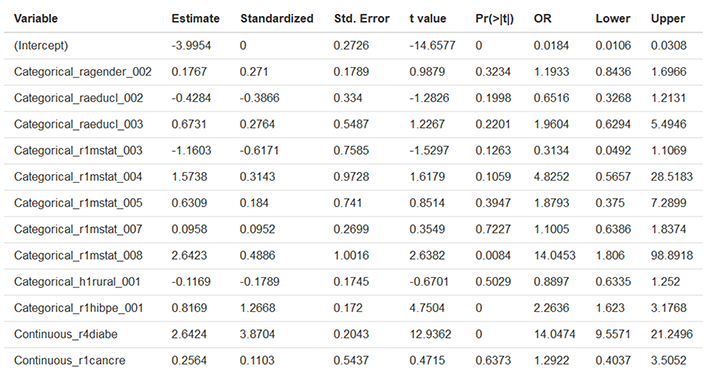 Variable Estimate Standardized Std. Error t value Pr(>|t|) OR Lower Upper
(Intercept) -3.9954 0 0.2726 -14.6577 0 0.0184 0.0106 0.0308
Categorical_ragender_002 0.1767 0.271 0.1789 0.9879 0.3234 1.1933 0.8436 1.6966
Categorical_raeducl_002 -0.4284 -0.3866 0.334 -1.2826 0.1998 0.6516 0.3268 1.2131
Categorical_raeducl_003 0.6731 0.2764 0.5487 1.2267 0.2201 1.9604 0.6294 5.4946
Categorical_r1mstat_003 -1.1603 -0.6171 0.7585 -1.5297 0.1263 0.3134 0.0492 1.1069
Categorical_r1mstat_004 1.5738 0.3143 0.9728 1.6179 0.1059 4.8252 0.5657 28.5183
Categorical_r1mstat_005 0.6309 0.184 0.741 0.8514 0.3947 1.8793 0.375 7.2899
Categorical_r1mstat_007 0.0958 0.0952 0.2699 0.3549 0.7227 1.1005 0.6386 1.8374
Categorical_r1mstat_008 2.6423 0.4886 1.0016 2.6382 0.0084 14.0453 1.806 98.8918
Categorical_h1rural_001 -0.1169 -0.1789 0.1745 -0.6701 0.5029 0.8897 0.6335 1.252
Categorical_r1hibpe_001 0.8169 1.2668 0.172 4.7504 0 2.2636 1.623 3.1768
Continuous_r4diabe 2.6424 3.8704 0.2043 12.9362 0 14.0474 9.5571 21.2496
Continuous_r1cancre 0.2564 0.1103 0.5437 0.4715 0.6373 1.2922 0.4037 3.5052